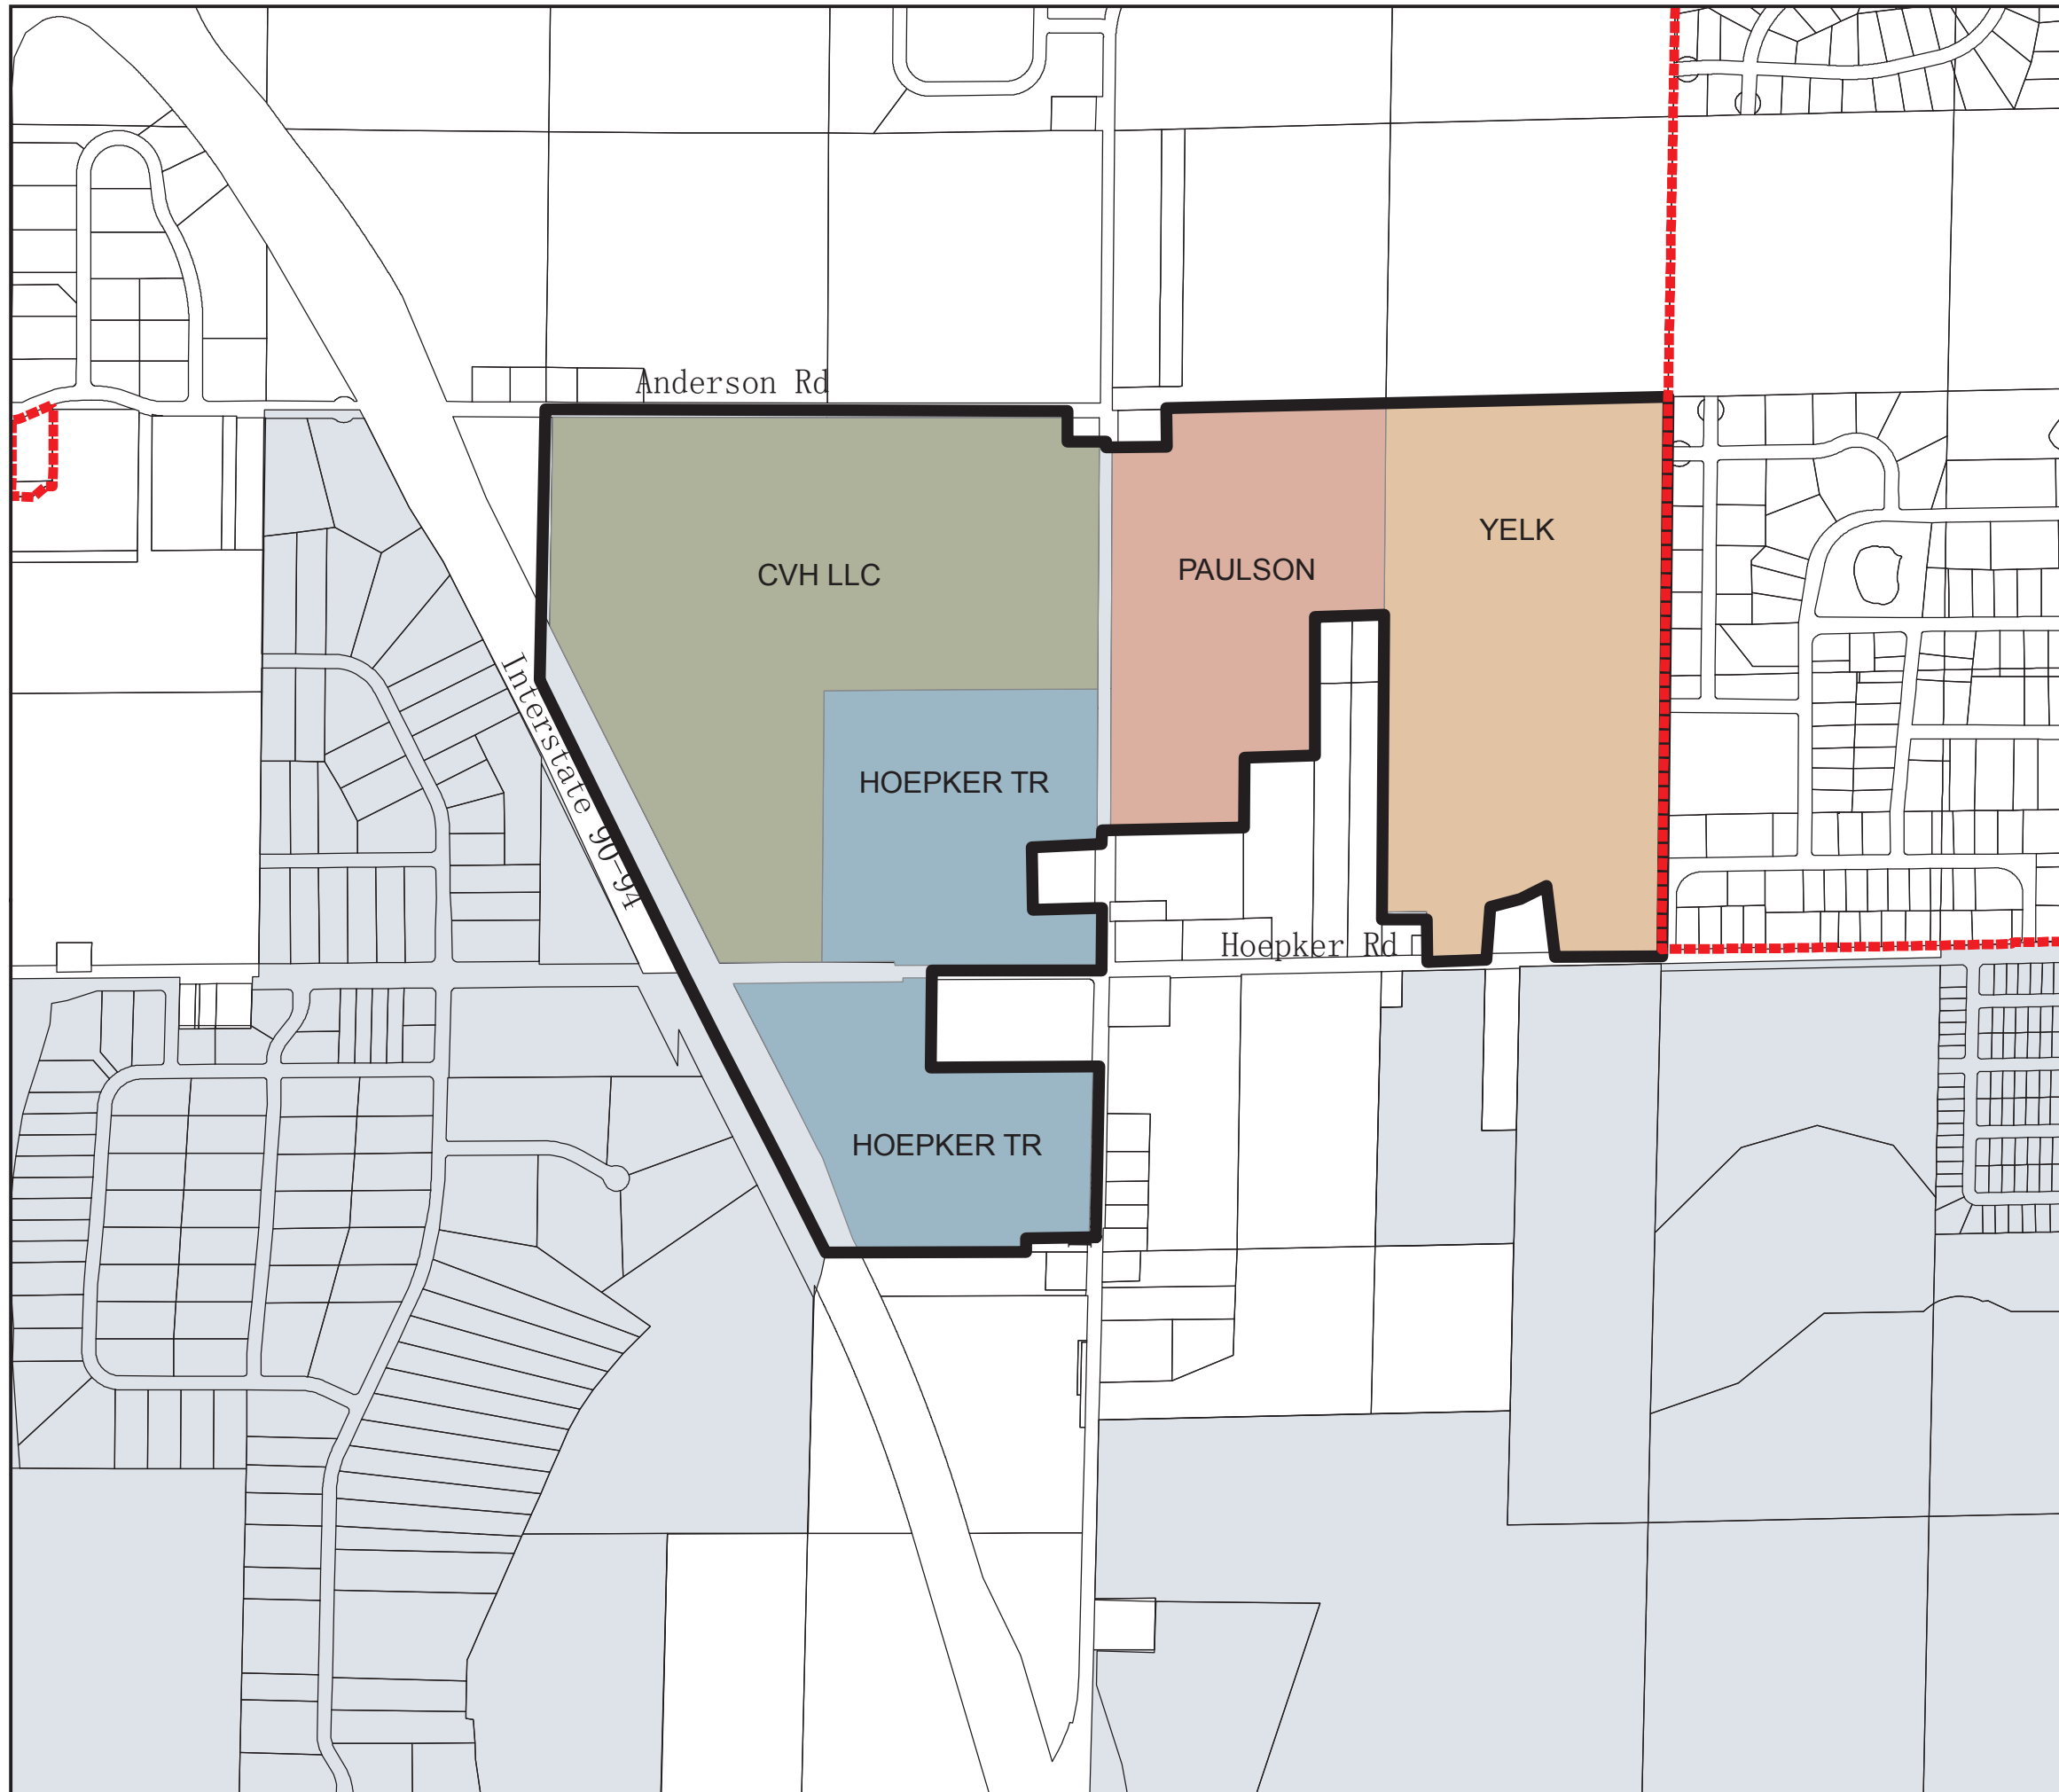 Anderson Rd
YELK
PAULSON
CVH LLC
Interstate 90-94
HOEPKER TR
Hoepker Rd
HOEPKER TR